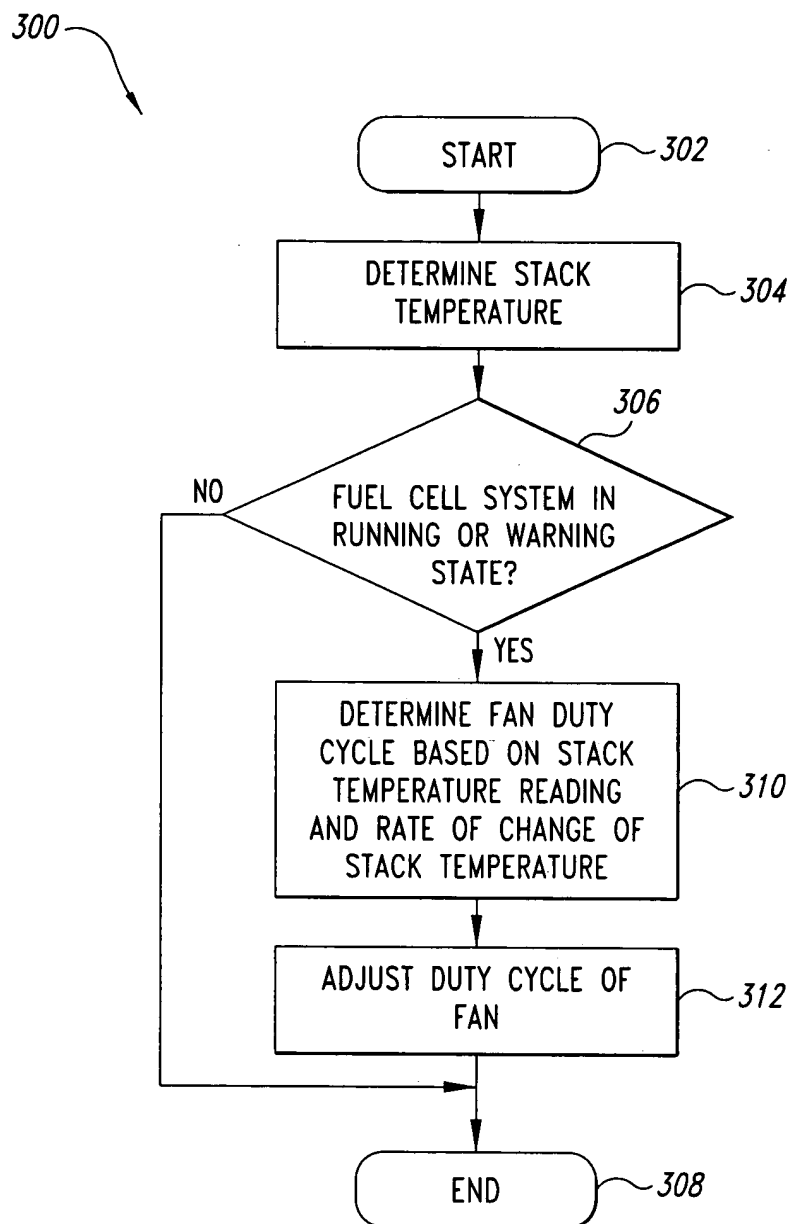 300
START
302
DETERMINE STACK
TEMPERATURE
304
306
NO
FUEL CELL SYSTEM IN
RUNNING OR WARNING
STATE?
YES
DETERMINE FAN DUTY
CYCLE BASED ON STACK
TEMPERATURE READING
AND RATE OF CHANGE OF
STACK TEMPERATURE
310
ADJUST DUTY CYCLE OF
FAN
312
END
308